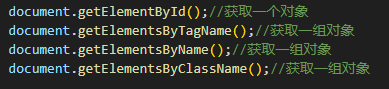 document.getElementById();//获取一个对象
document.getElementsByTagName();//获取一组对象
document.getElementsByName();//获取一组对象
document.getElementsByClassName();//获取一组对象